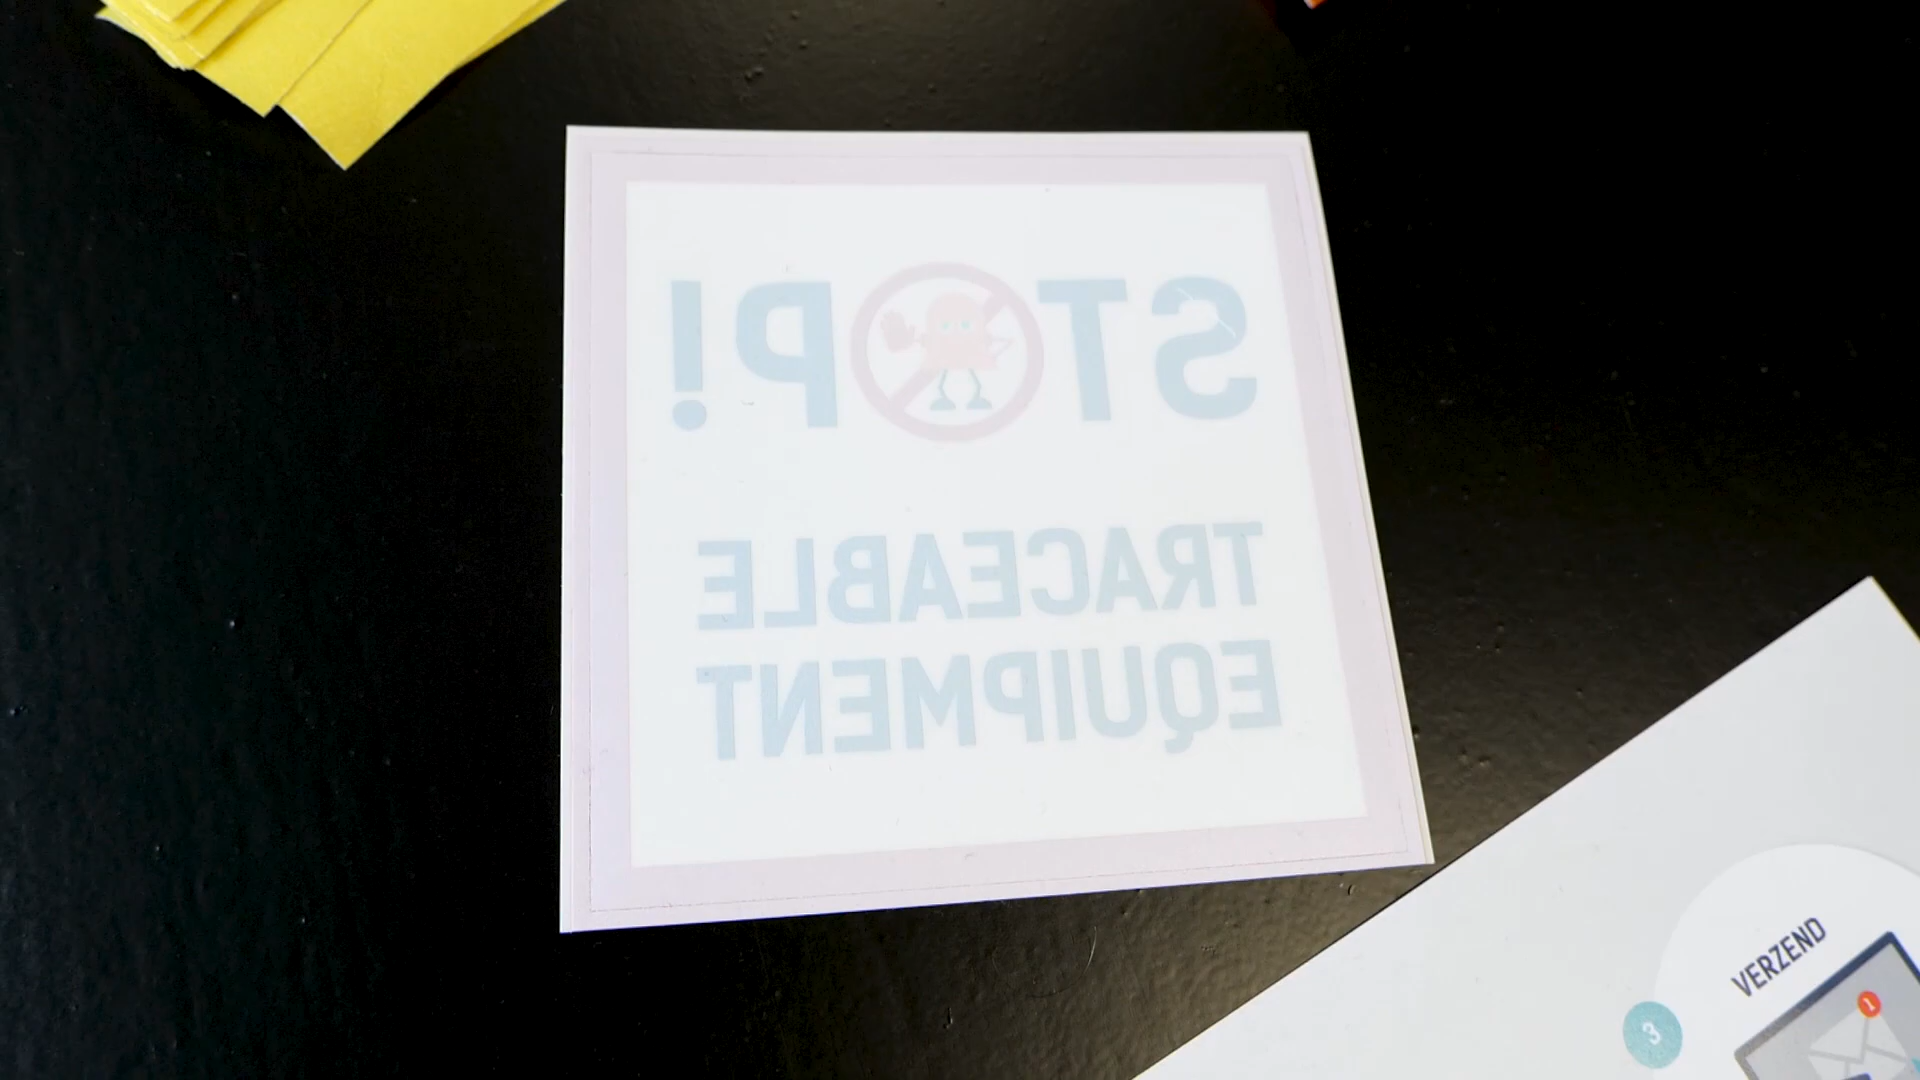 STOP!
TRACEABLE
EQUIPMENT
VERZEND
3
1